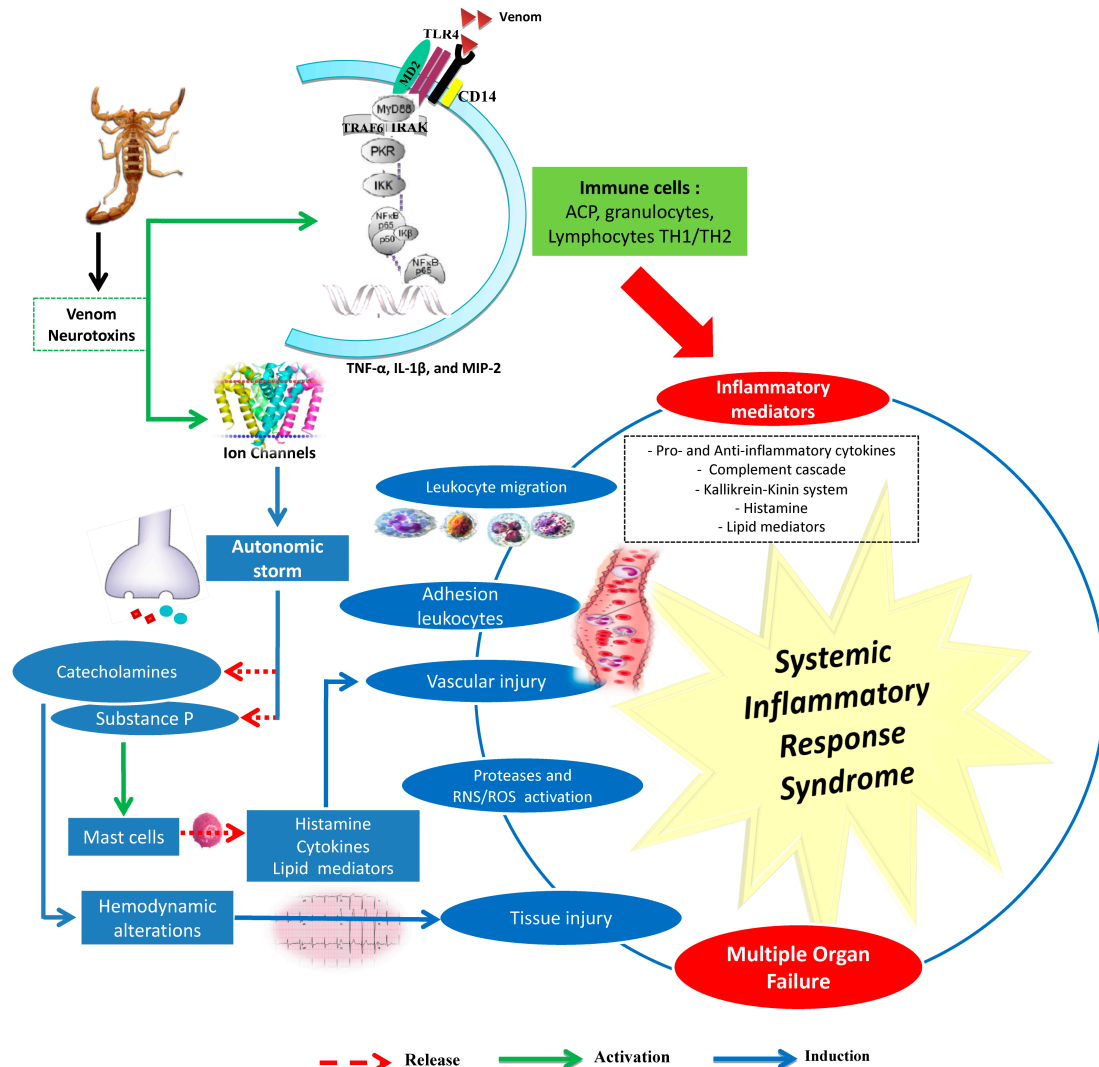 Venom
TLR4
MD2
CD14
MyD88
TRAF6
IRAK
PKR
IKK
NFκB
p65
p50
IKβ
NFκB
p65
TNF-α, IL-1β, and MIP-2
Immune cells :
ACP, granulocytes,
Lymphocytes TH1/TH2
Venom
Neurotoxins
Ion Channels
Inflammatory
mediators
- Pro- and Anti-inflammatory cytokines
- Complement cascade
- Kallikrein-Kinin system
- Histamine
- Lipid mediators
Leukocyte migration
Autonomic
storm
Adhesion
leukocytes
Catecholamines
Substance P
Vascular injury
Systemic
Inflammatory
Response
Syndrome
Proteases and
RNS/ROS activation
Mast cells
Histamine
Cytokines
Lipid mediators
Hemodynamic
alterations
Tissue injury
Multiple Organ
Failure
Release
Activation
Induction